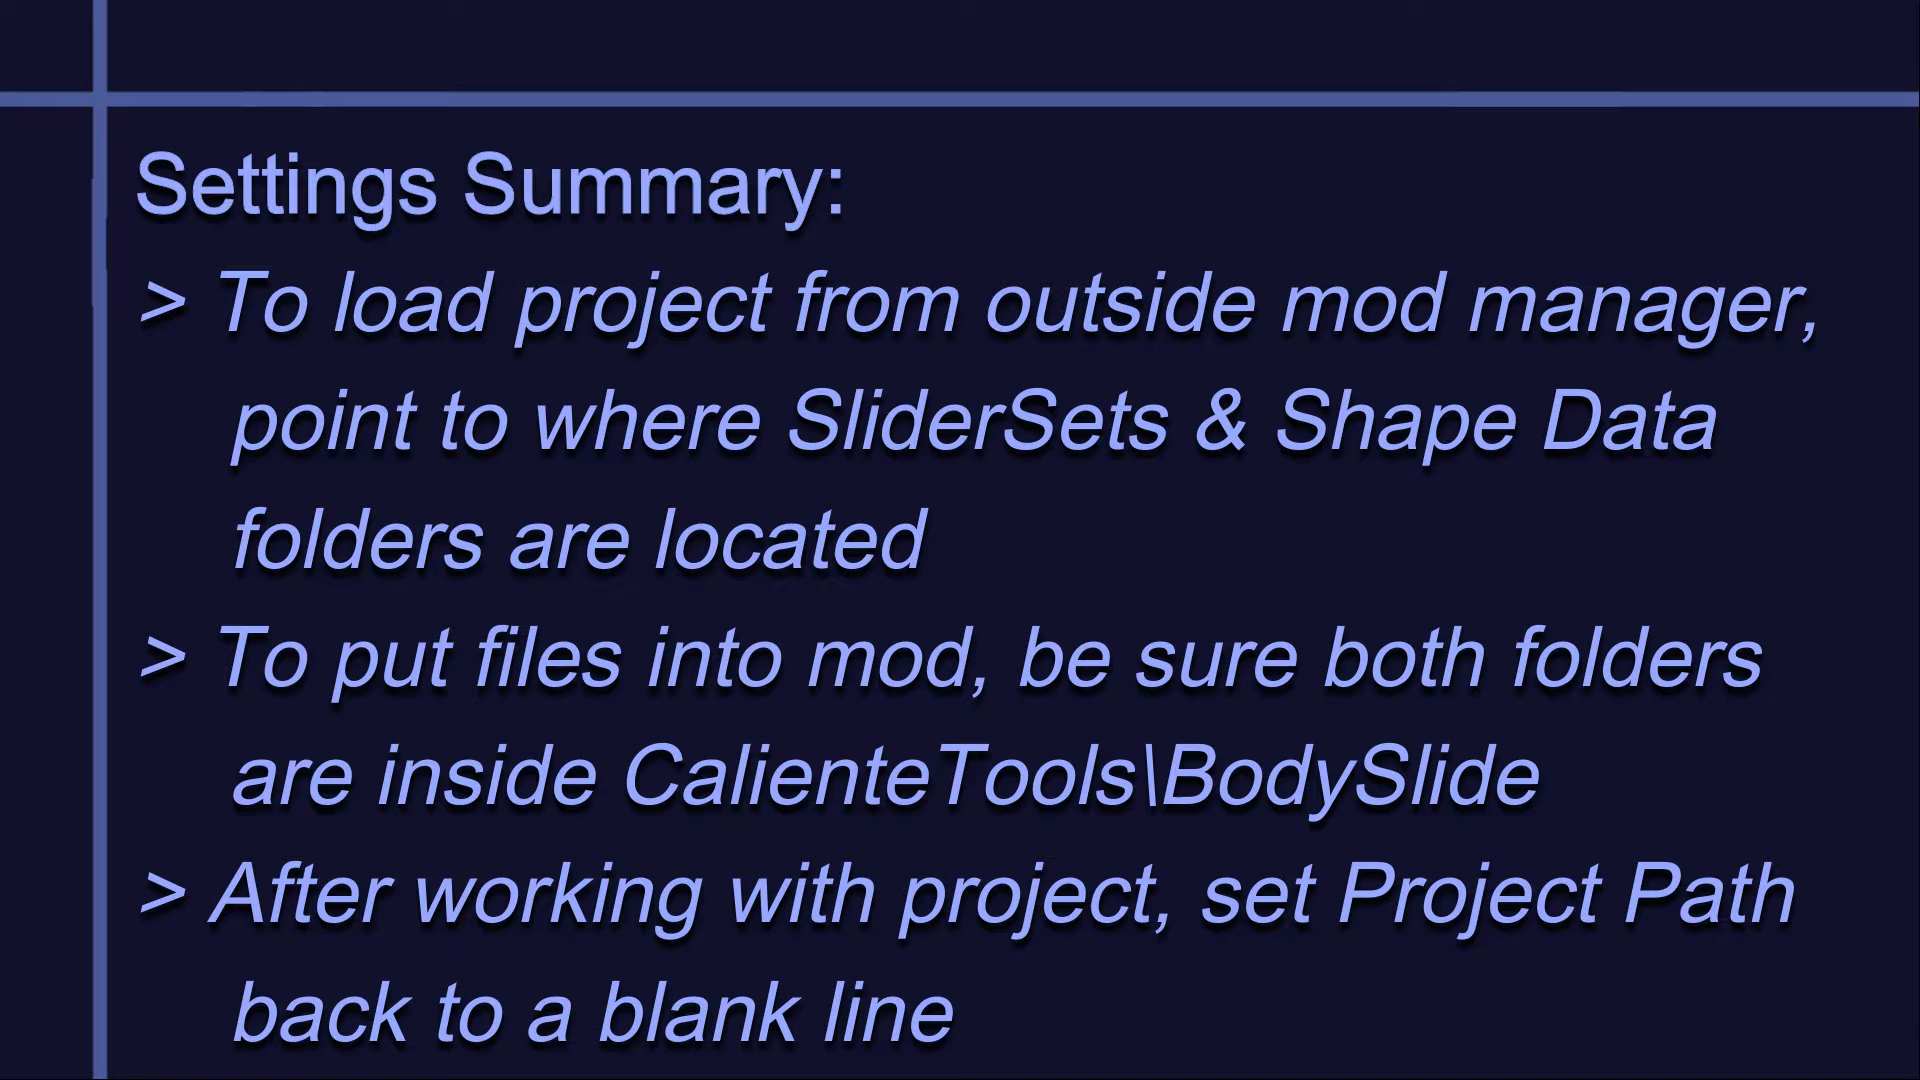 Settings Summary:
> To load project from outside mod manager,
point to where SliderSets & Shape Data
folders are located
> To put files into mod, be sure both folders
are inside CalienteTools\BodySlide
> After working with project, set Project Path
back to a blank line